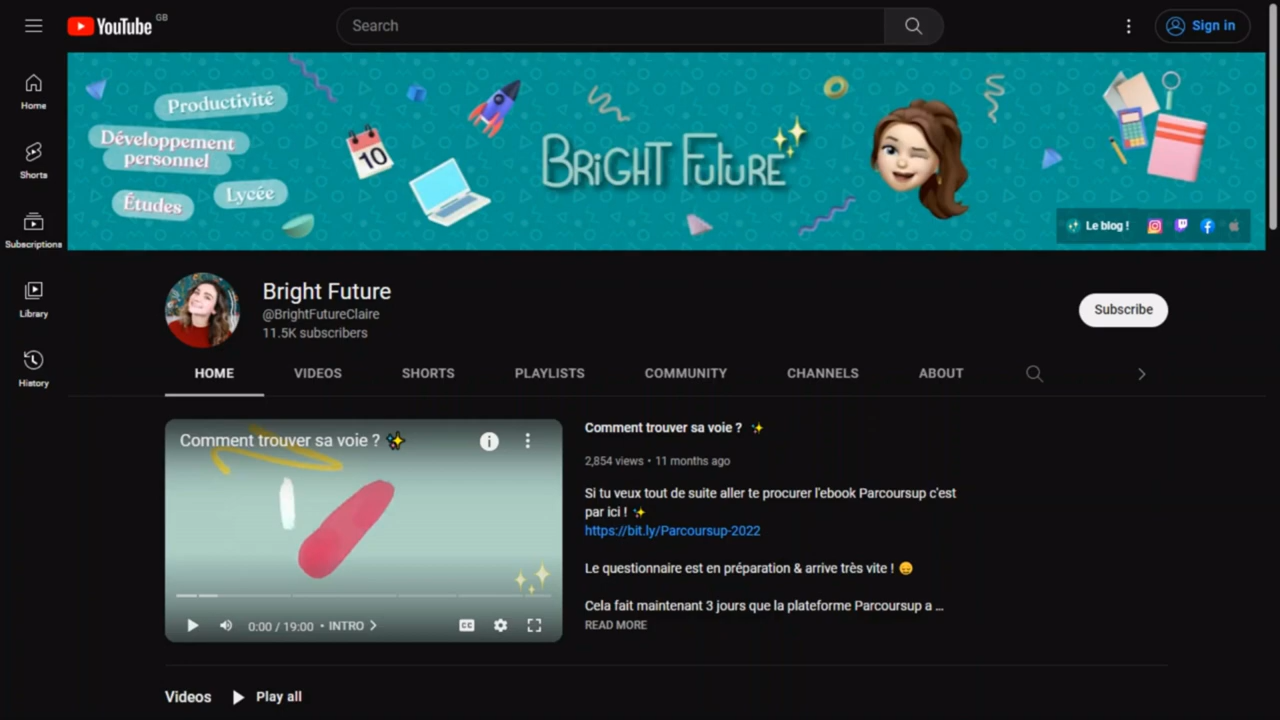 YouTube GB
Search
Sign in
Home
Shorts
Subscriptions
Library
History
Productivité
Développement
personnel
Études
Lycée
10
BRIGHT FUTURE
Le blog !
Bright Future
@BrightFutureClaire
11.5K subscribers
Subscribe
HOME
VIDEOS
SHORTS
PLAYLISTS
COMMUNITY
CHANNELS
ABOUT
Comment trouver sa voie ? ✨
0:00 / 19:00 • INTRO
CC
Comment trouver sa voie ? ✨
2,854 views • 11 months ago
Si tu veux tout de suite aller te procurer l'ebook Parcoursup c'est
par ici ! ✨
https://bit.ly/Parcoursup-2022
Le questionnaire est en préparation & arrive très vite ! 😄
Cela fait maintenant 3 jours que la plateforme Parcoursup a ...
READ MORE
Videos
Play all